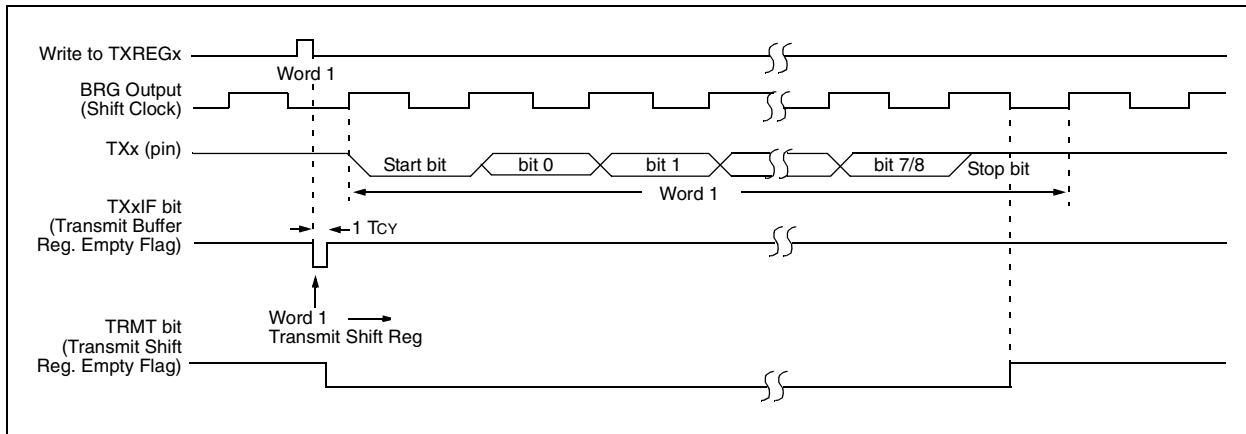 Write to TXREGx
Word 1
BRG Output
(Shift Clock)
TXx (pin)
Start bit
bit 0
bit 1
bit 7/8
Stop bit
Word 1
TXxIF bit
(Transmit Buffer
Reg. Empty Flag)
1 TCY
Word 1
Transmit Shift Reg
TRMT bit
(Transmit Shift
Reg. Empty Flag)